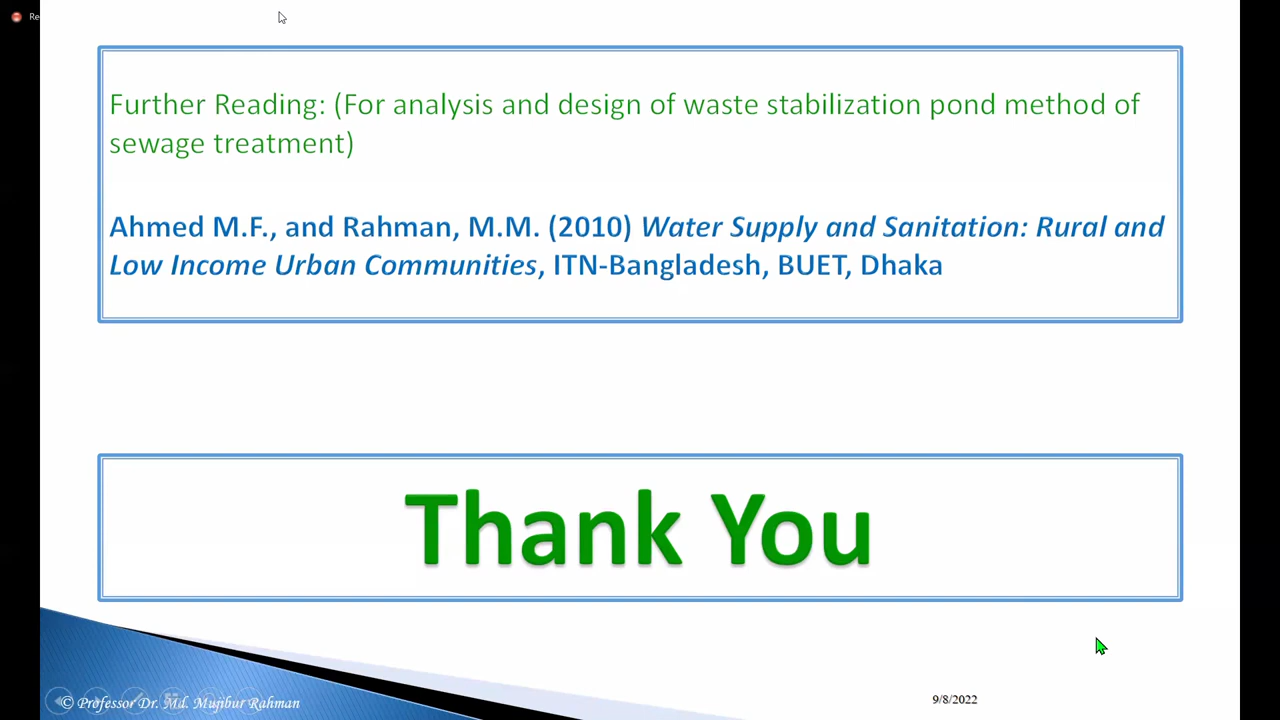 Re
Further Reading: (For analysis and design of waste stabilization pond method of
sewage treatment)
Ahmed M.F., and Rahman, M.M. (2010) Water Supply and Sanitation: Rural and
Low Income Urban Communities, ITN-Bangladesh, BUET, Dhaka
Thank You
© Professor Dr. Md. Mujibur Rahman
9/8/2022